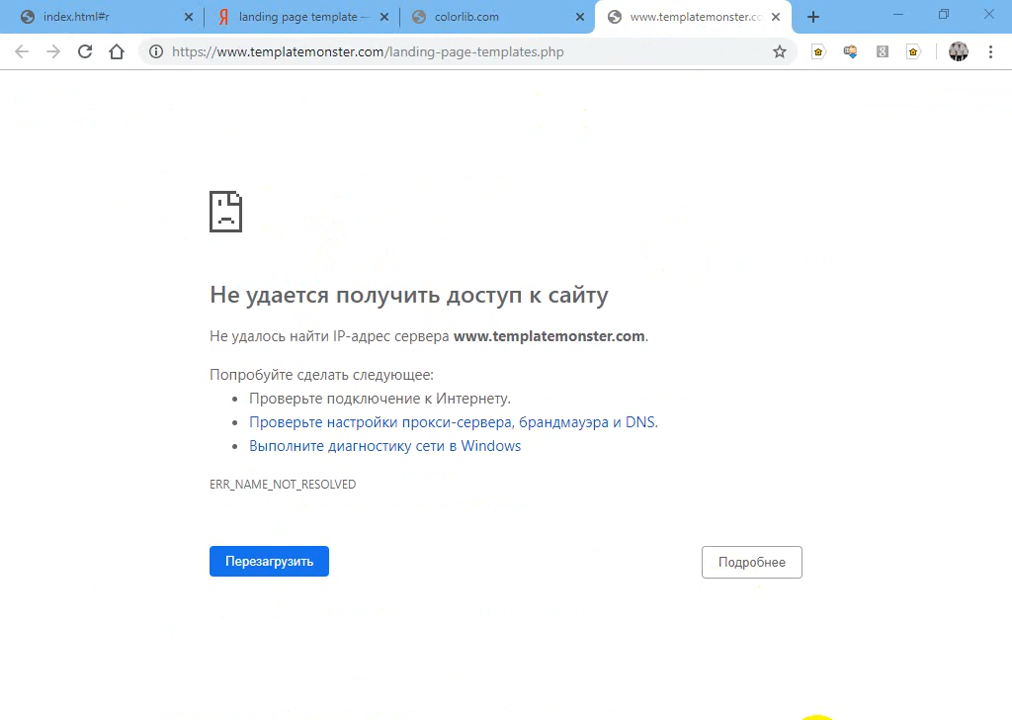 index.html#r
Я landing page template —
colorlib.com
www.templatemonster.co
https://www.templatemonster.com/landing-page-templates.php
Не удается получить доступ к сайту
Не удалось найти IP-адрес сервера www.templatemonster.com.
Попробуйте сделать следующее:
• Проверьте подключение к Интернету.
• Проверьте настройки прокси-сервера, брандмауэра и DNS.
• Выполните диагностику сети в Windows
ERR_NAME_NOT_RESOLVED
Перезагрузить
Подробнее